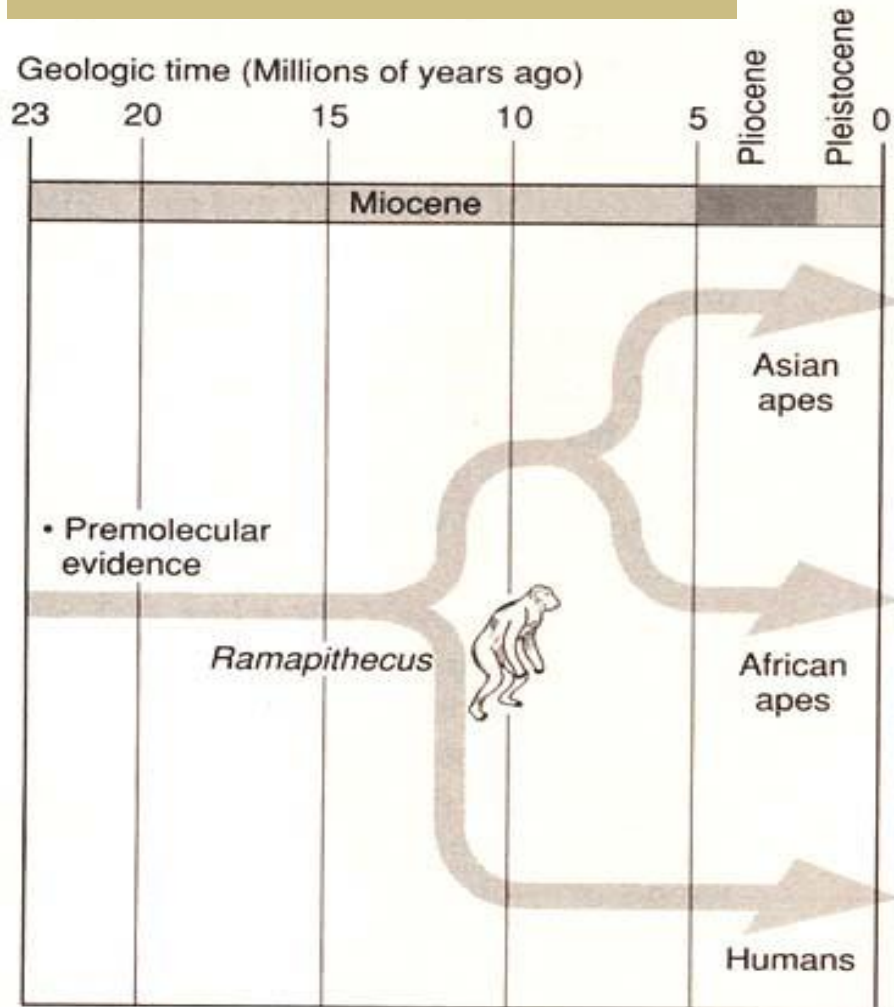 Geologic time (Millions of years ago)
23 20 15 10 5 Pliocene Pleistocene 0
Miocene
Asian
apes
• Premolecular
evidence
Ramapithecus
African
apes
Humans